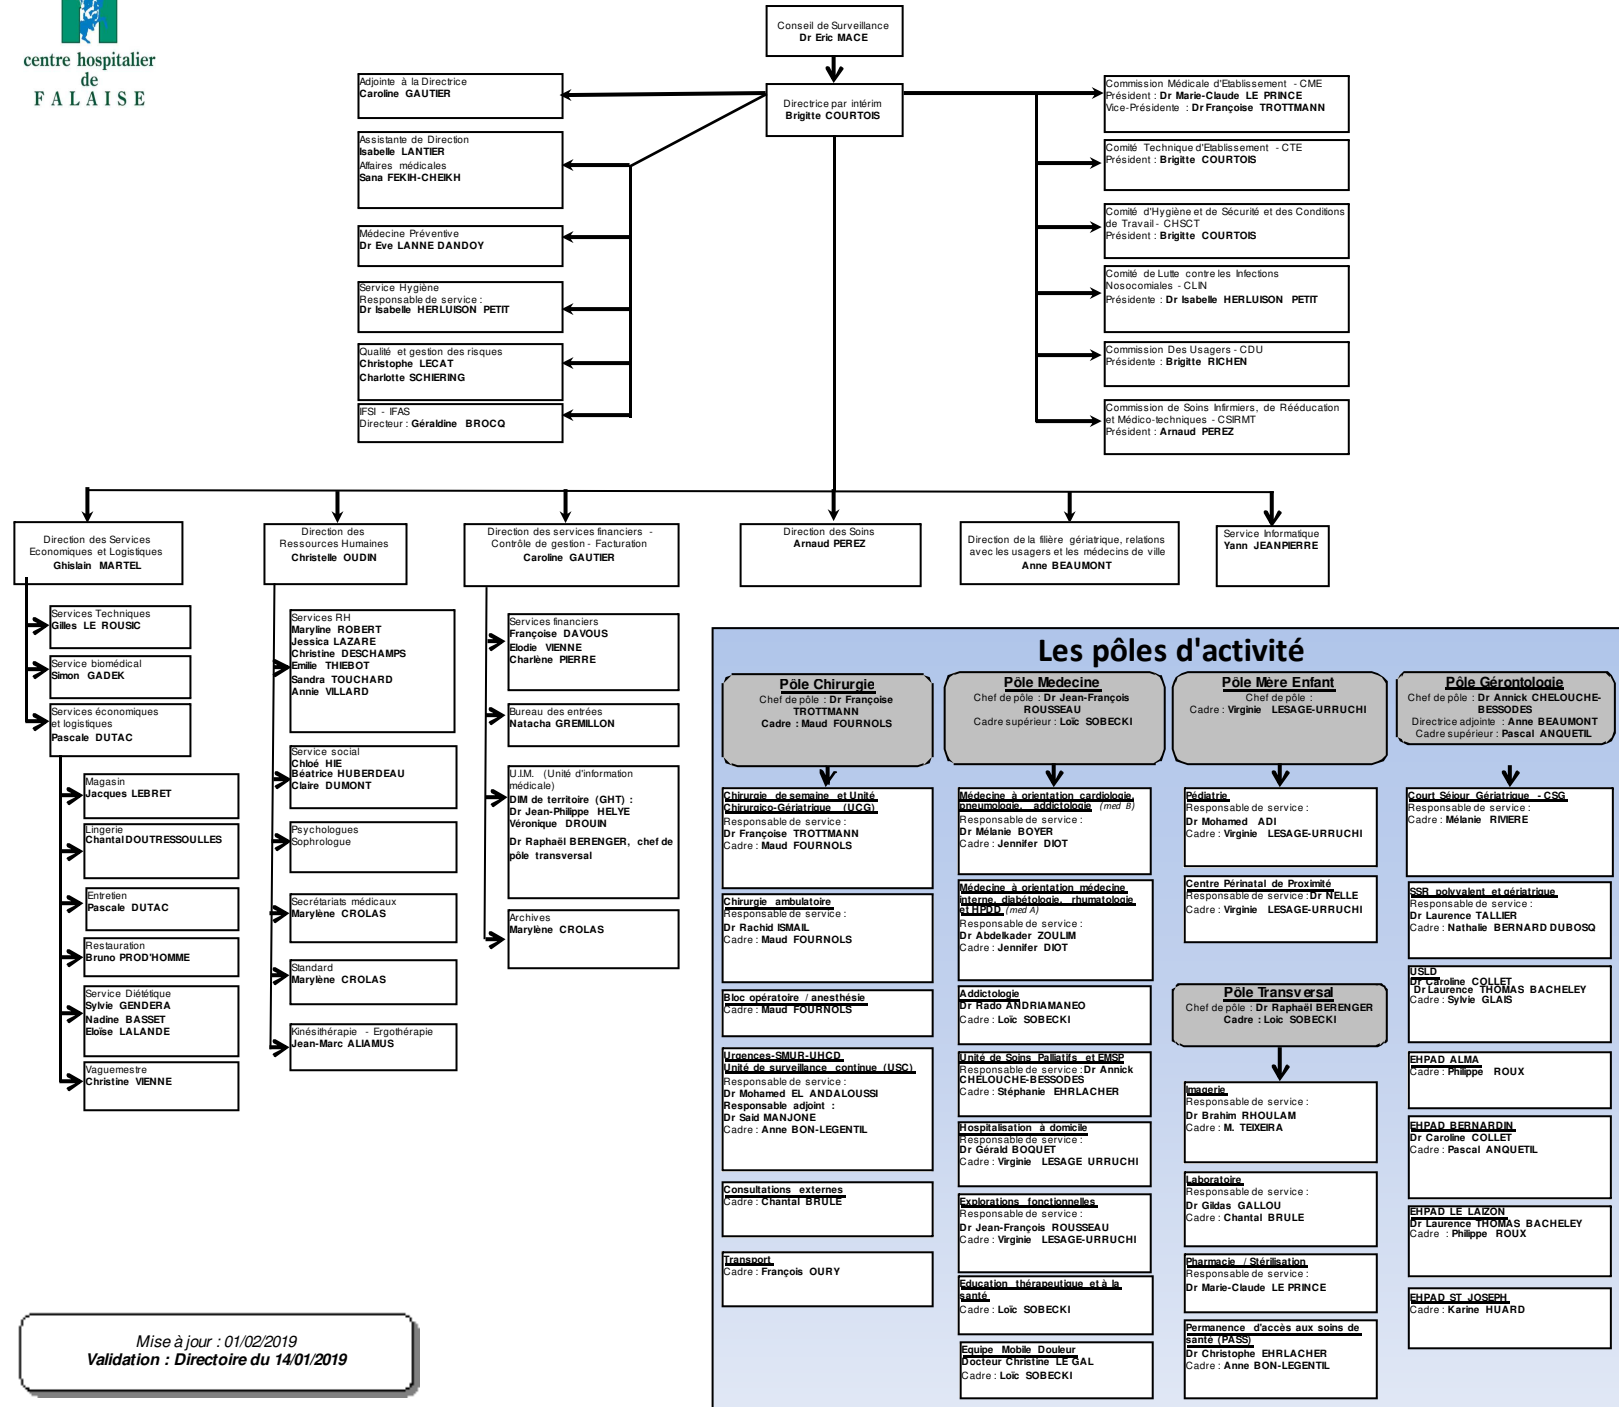 centre hospitalier
de
FALAISE
Conseil de Surveillance
Dr Eric MACE
Directrice par intérim
Brigitte COURTOIS
Adjointe à la Directrice
Caroline GAUTIER
Assistante de Direction
Isabelle LANTIER
Affaires médicales
Sana FEKIH-CHEIKH
Médecine Préventive
Dr Eve LANNE DANDOY
Service Hygiène
Responsable de service :
Dr Isabelle HERLUISON PETIT
Qualité et gestion des risques
Christophe LECAT
Charlotte SCHIERING
IFSI - IFAS
Directeur : Géraldine BROCQ
Commission Médicale d'Etablissement - CME
Président : Dr Marie-Claude LE PRINCE
Vice-Présidente : Dr Françoise TROTTMANN
Comité Technique d'Etablissement - CTE
Président : Brigitte COURTOIS
Comité d'Hygiène et de Sécurité et des Conditions
de Travail - CHSCT
Président : Brigitte COURTOIS
Comité de Lutte contre les Infections
Nosocomiales - CLIN
Présidente : Dr Isabelle HERLUISON PETIT
Commission Des Usagers - CDU
Présidente : Brigitte RICHEN
Commission de Soins Infirmiers, de Rééducation
et Médico-techniques - CSIRMT
Président : Arnaud PEREZ
Direction des Services
Economiques et Logistiques
Ghislain MARTEL
Direction des
Ressources Humaines
Christelle OUDIN
Direction des services financiers -
Contrôle de gestion - Facturation
Caroline GAUTIER
Direction des Soins
Arnaud PEREZ
Direction de la filière gériatrique, relations
avec les usagers et les médecins de ville
Anne BEAUMONT
Service Informatique
Yann JEANPIERRE
Services Techniques
Gilles LE ROUSIC
Service biomédical
Simon GADEK
Services économiques
et logistiques
Pascale DUTAC
Magasin
Jacques LEBRET
Lingerie
Chantal DOUTRESSOULLES
Entretien
Pascale DUTAC
Restauration
Bruno PROD'HOMME
Service Diététique
Sylvie GENDERA
Nadine BASSET
Eloïse LALANDE
Vaguemestre
Christine VIENNE
Services RH
Maryline ROBERT
Jessica LAZARE
Christine DESCHAMPS
Emilie THIEBOT
Sandra TOUCHARD
Annie VILLARD
Service social
Chloé HIE
Béatrice HUBERDEAU
Claire DUMONT
Psychologues
Sophrologue
Secrétariats médicaux
Marylène CROLAS
Standard
Marylène CROLAS
Kinésithérapie - Ergothérapie
Jean-Marc ALIAMUS
Services financiers
Françoise DAVOUS
Elodie VIENNE
Charlène PIERRE
Bureau des entrées
Natacha GREMILLON
U.I.M. (Unité d'information
médicale)
DIM de territoire (GHT) :
Dr Jean-Philippe HELYE
Véronique DROUIN
Dr Raphaël BERENGER, chef de
pôle transversal
Archives
Marylène CROLAS
Les pôles d'activité
Pôle Chirurgie
Chef de pôle : Dr Françoise
TROTTMANN
Cadre : Maud FOURNOLS
Chirurgie de semaine et Unité
Chirurgico-Gériatrique (UCG)
Responsable de service :
Dr Françoise TROTTMANN
Cadre : Maud FOURNOLS
Chirurgie ambulatoire
Responsable de service :
Dr Rachid ISMAIL
Cadre : Maud FOURNOLS
Bloc opératoire / anesthésie
Cadre : Maud FOURNOLS
Urgences-SMUR-UHCD
Unité de surveillance continue (USC)
Responsable de service :
Dr Mohamed EL ANDALOUSSI
Responsable adjoint :
Dr Said MANJONE
Cadre : Anne BON-LEGENTIL
Consultations externes
Cadre : Chantal BRULE
Transport
Cadre : François OURY
Pôle Medecine
Chef de pôle : Dr Jean-François
ROUSSEAU
Cadre supérieur : Loïc SOBECKI
Médecine à orientation cardiologie,
pneumologie, addictologie (med B)
Responsable de service :
Dr Mélanie BOYER
Cadre : Jennifer DIOT
Médecine à orientation médecine
interne, diabétologie, rhumatologie
et HPDD (med A)
Responsable de service :
Dr Abdelkader ZOULIM
Cadre : Jennifer DIOT
Addictologie
Dr Rado ANDRIAMANEO
Cadre : Loïc SOBECKI
Unité de Soins Palliatifs et EMSP
Responsable de service : Dr Annick
CHELOUCHE-BESSODES
Cadre : Stéphanie EHRLACHER
Hospitalisation à domicile
Responsable de service :
Dr Gérald BOQUET
Cadre : Virginie LESAGE URRUCHI
Explorations fonctionnelles
Responsable de service :
Dr Jean-François ROUSSEAU
Cadre : Virginie LESAGE-URRUCHI
Education thérapeutique et à la
santé
Cadre : Loïc SOBECKI
Equipe Mobile Douleur
Docteur Christine LE GAL
Cadre : Loïc SOBECKI
Pôle Mère Enfant
Chef de pôle :
Cadre : Virginie LESAGE-URRUCHI
Pédiatrie
Responsable de service :
Dr Mohamed ADI
Cadre : Virginie LESAGE-URRUCHI
Centre Périnatal de Proximité
Responsable de service : Dr NELLE
Cadre : Virginie LESAGE-URRUCHI
Pôle Transversal
Chef de pôle : Dr Raphaël BERENGER
Cadre : Loic SOBECKI
Imagerie
Responsable de service :
Dr Brahim RHOULAM
Cadre : M. TEIXEIRA
Laboratoire
Responsable de service :
Dr Gildas GALLOU
Cadre : Chantal BRULE
Pharmacie / Stérilisation
Responsable de service :
Dr Marie-Claude LE PRINCE
Permanence d'accès aux soins de
santé (PASS)
Dr Christophe EHRLACHER
Cadre : Anne BON-LEGENTIL
Pôle Gérontologie
Chef de pôle : Dr Annick CHELOUCHE-
BESSODES
Directrice adjointe : Anne BEAUMONT
Cadre supérieur : Pascal ANQUETIL
Court Séjour Gériatrique - CSG
Responsable de service :
Cadre : Mélanie RIVIERE
SSR polyvalent et gériatrique
Responsable de service :
Dr Laurence TALLIER
Cadre : Nathalie BERNARD DUBOSQ
USLD
Dr Caroline COLLET
Dr Laurence THOMAS BACHELEY
Cadre : Sylvie GLAIS
EHPAD ALMA
Cadre : Philippe ROUX
EHPAD BERNARDIN
Dr Caroline COLLET
Cadre : Pascal ANQUETIL
EHPAD LE LAIZON
Dr Laurence THOMAS BACHELEY
Cadre : Philippe ROUX
EHPAD ST JOSEPH
Cadre : Karine HUARD
Mise à jour : 01/02/2019
Validation : Directoire du 14/01/2019